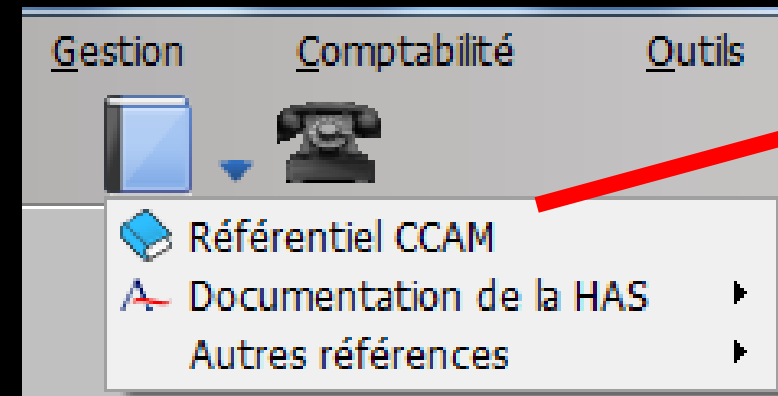 Gestion Comptabilité Outils
Référentiel CCAM
Documentation de la HAS
Autres références